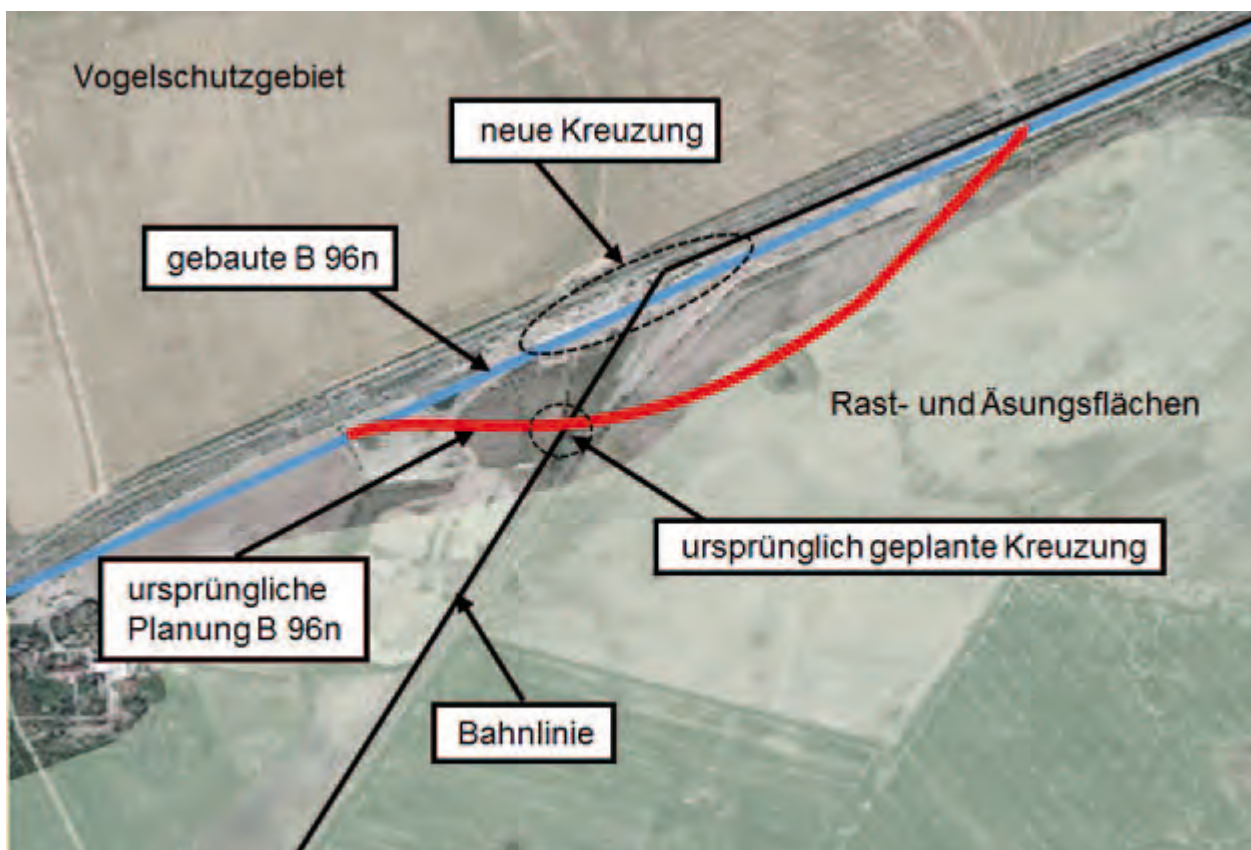 Vogelschutzgebiet
neue Kreuzung
gebaute B 96n
Rast- und Äsungsflächen
ursprünglich geplante Kreuzung
ursprüngliche
Planung B 96n
Bahnlinie